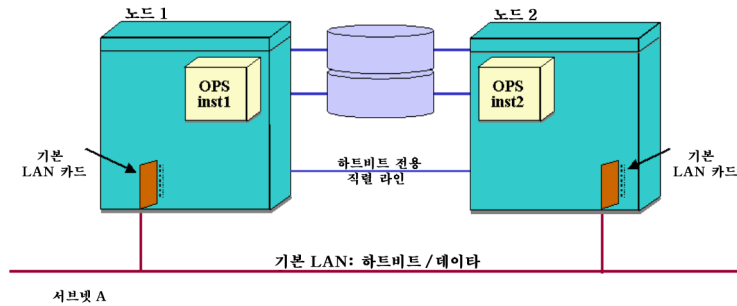 노드 1
노드 2
OPS
inst1
OPS
inst2
기본
LAN 카드
하트비트 전용
직렬 라인
기본
LAN 카드
기본 LAN: 하트비트/데이타
서브넷 A